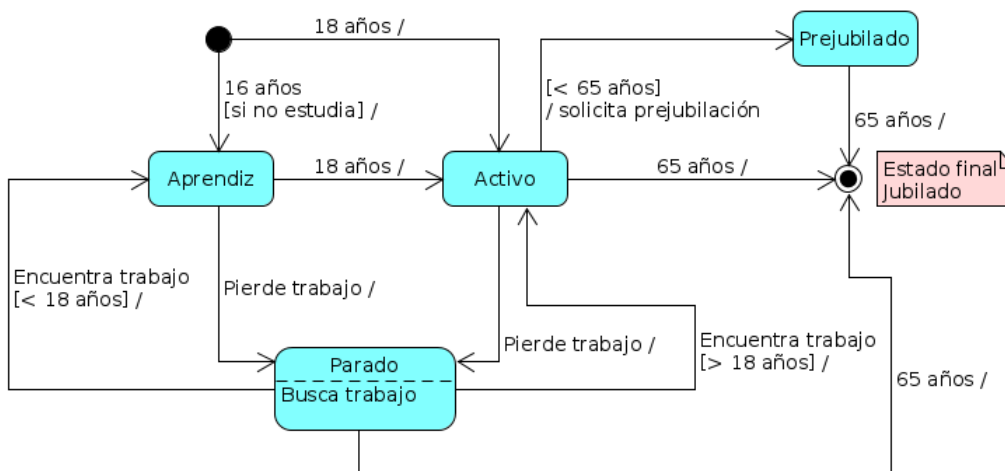 18 años /
Prejubilado
16 años
[si no estudia] /
[< 65 años]
/ solicita prejubilación
65 años /
Aprendiz
18 años /
Activo
65 años /
Estado final
Jubilado
Encuentra trabajo
[< 18 años] /
Pierde trabajo /
Pierde trabajo /
Encuentra trabajo
[> 18 años] /
Parado
Busca trabajo
65 años /